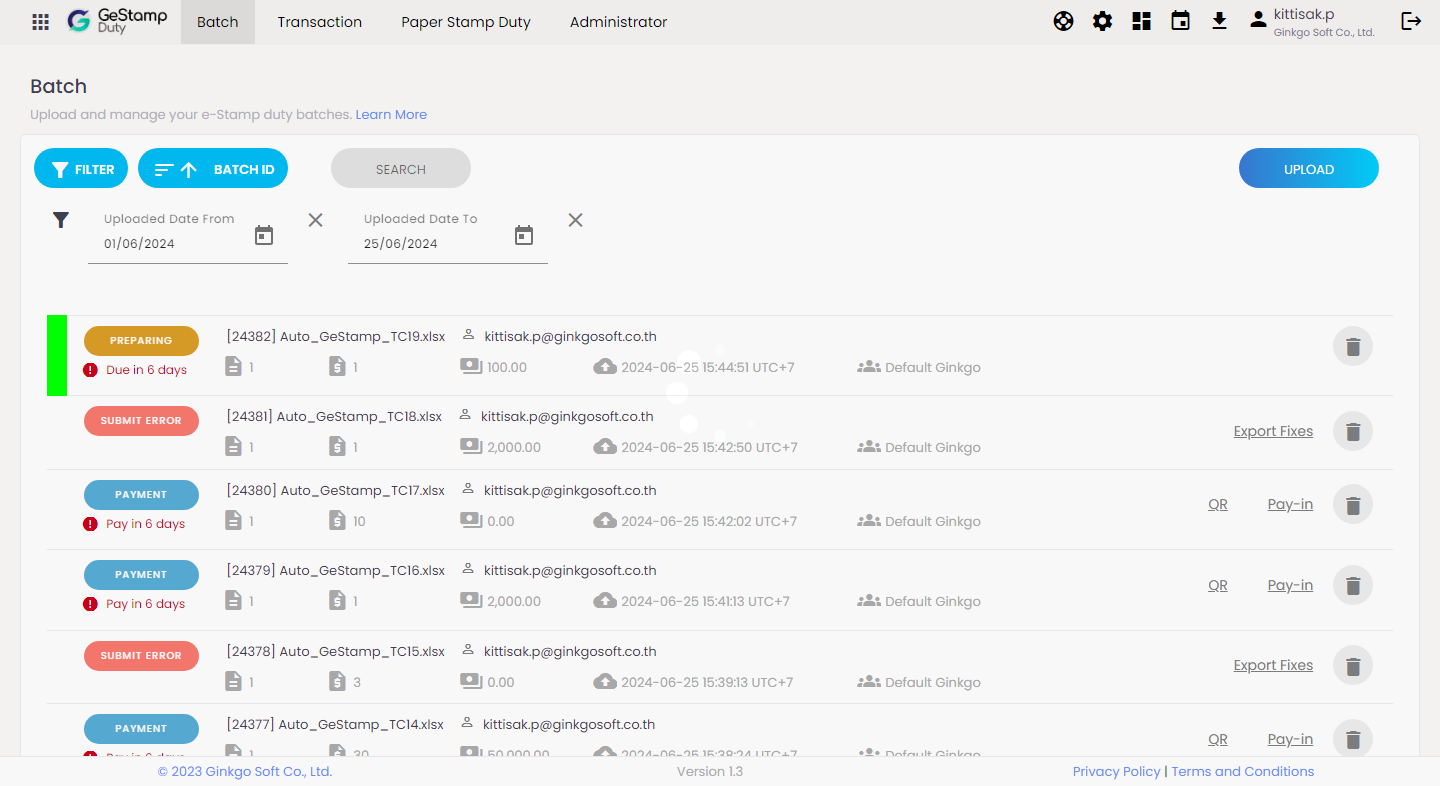 GeStamp Duty Batch Transaction Paper Stamp Duty Administrator kittisak.p
Ginkgo Soft Co., Ltd.
Batch
Upload and manage your e-Stamp duty batches. Learn More
FILTER BATCH ID SEARCH UPLOAD
Uploaded Date From Uploaded Date To
01/06/2024 25/06/2024
PREPARING [24382] Auto_GeStamp_TC19.xlsx kittisak.p@ginkgosoft.co.th
Due in 6 days 1 1 100.00 2024-06-25 15:44:51 UTC+7 Default Ginkgo
SUBMIT ERROR [24381] Auto_GeStamp_TC18.xlsx kittisak.p@ginkgosoft.co.th Export Fixes
1 1 2,000.00 2024-06-25 15:42:50 UTC+7 Default Ginkgo
PAYMENT [24380] Auto_GeStamp_TC17.xlsx kittisak.p@ginkgosoft.co.th QR Pay-in
Pay in 6 days 1 10 0.00 2024-06-25 15:42:02 UTC+7 Default Ginkgo
PAYMENT [24379] Auto_GeStamp_TC16.xlsx kittisak.p@ginkgosoft.co.th QR Pay-in
Pay in 6 days 1 1 2,000.00 2024-06-25 15:41:13 UTC+7 Default Ginkgo
SUBMIT ERROR [24378] Auto_GeStamp_TC15.xlsx kittisak.p@ginkgosoft.co.th Export Fixes
1 3 0.00 2024-06-25 15:39:13 UTC+7 Default Ginkgo
PAYMENT [24377] Auto_GeStamp_TC14.xlsx kittisak.p@ginkgosoft.co.th QR Pay-in
Pay in 6 days 1 30 50,000.00 2024-06-25 15:38:24 UTC+7 Default Ginkgo
© 2023 Ginkgo Soft Co., Ltd. Version 1.3 Privacy Policy | Terms and Conditions